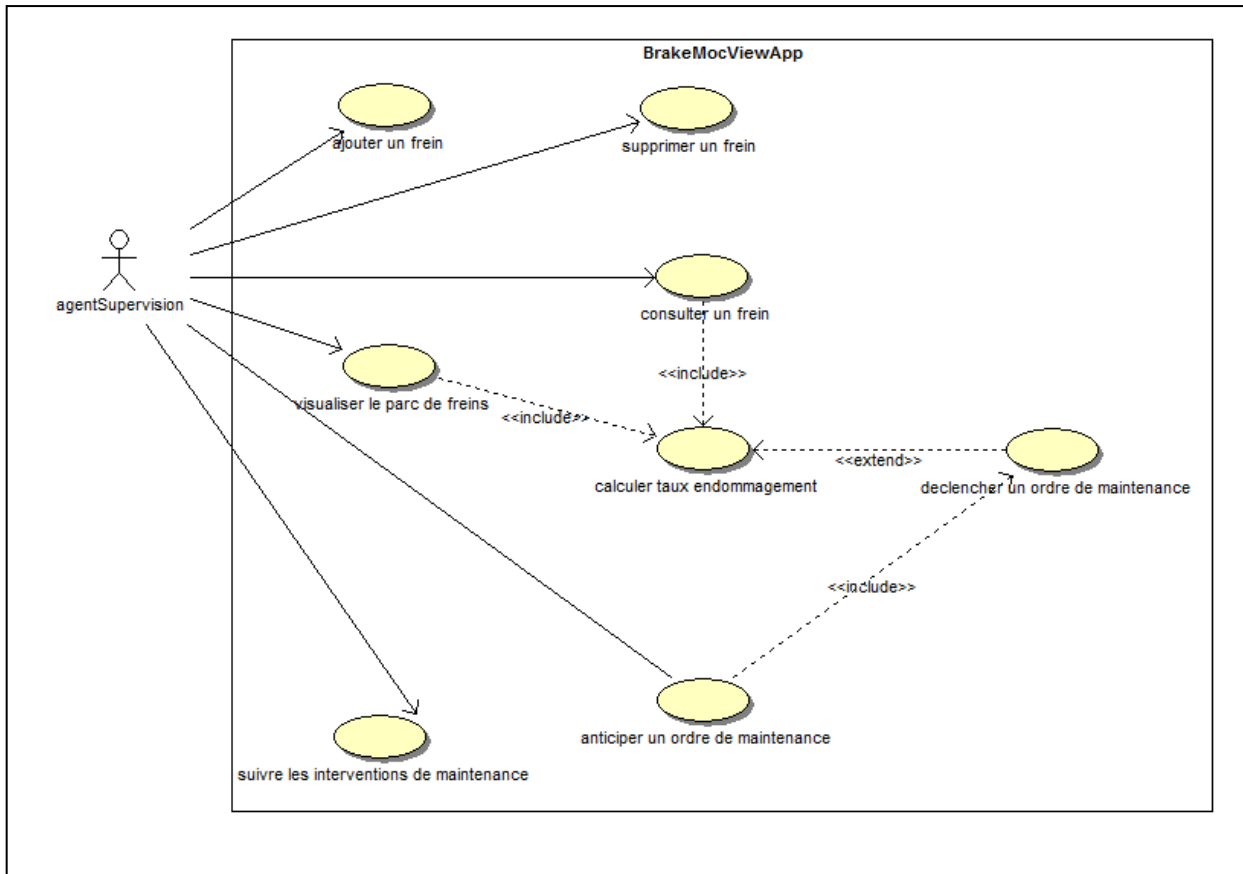 BrakeMocViewApp
ajouter un frein
supprimer un frein
agentSupervision
consulter un frein
<<include>>
visualiser le parc de freins
<<include>>
calculer taux endommagement
<<extend>>
declencher un ordre de maintenance
<<include>>
anticiper un ordre de maintenance
suivre les interventions de maintenance